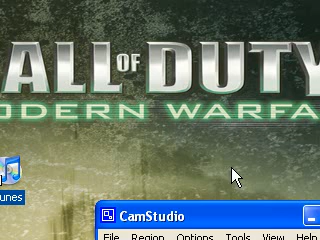 ALL OF DUTY
ODERN WARFA
unes
CamStudio
File Region Options Tools View Help